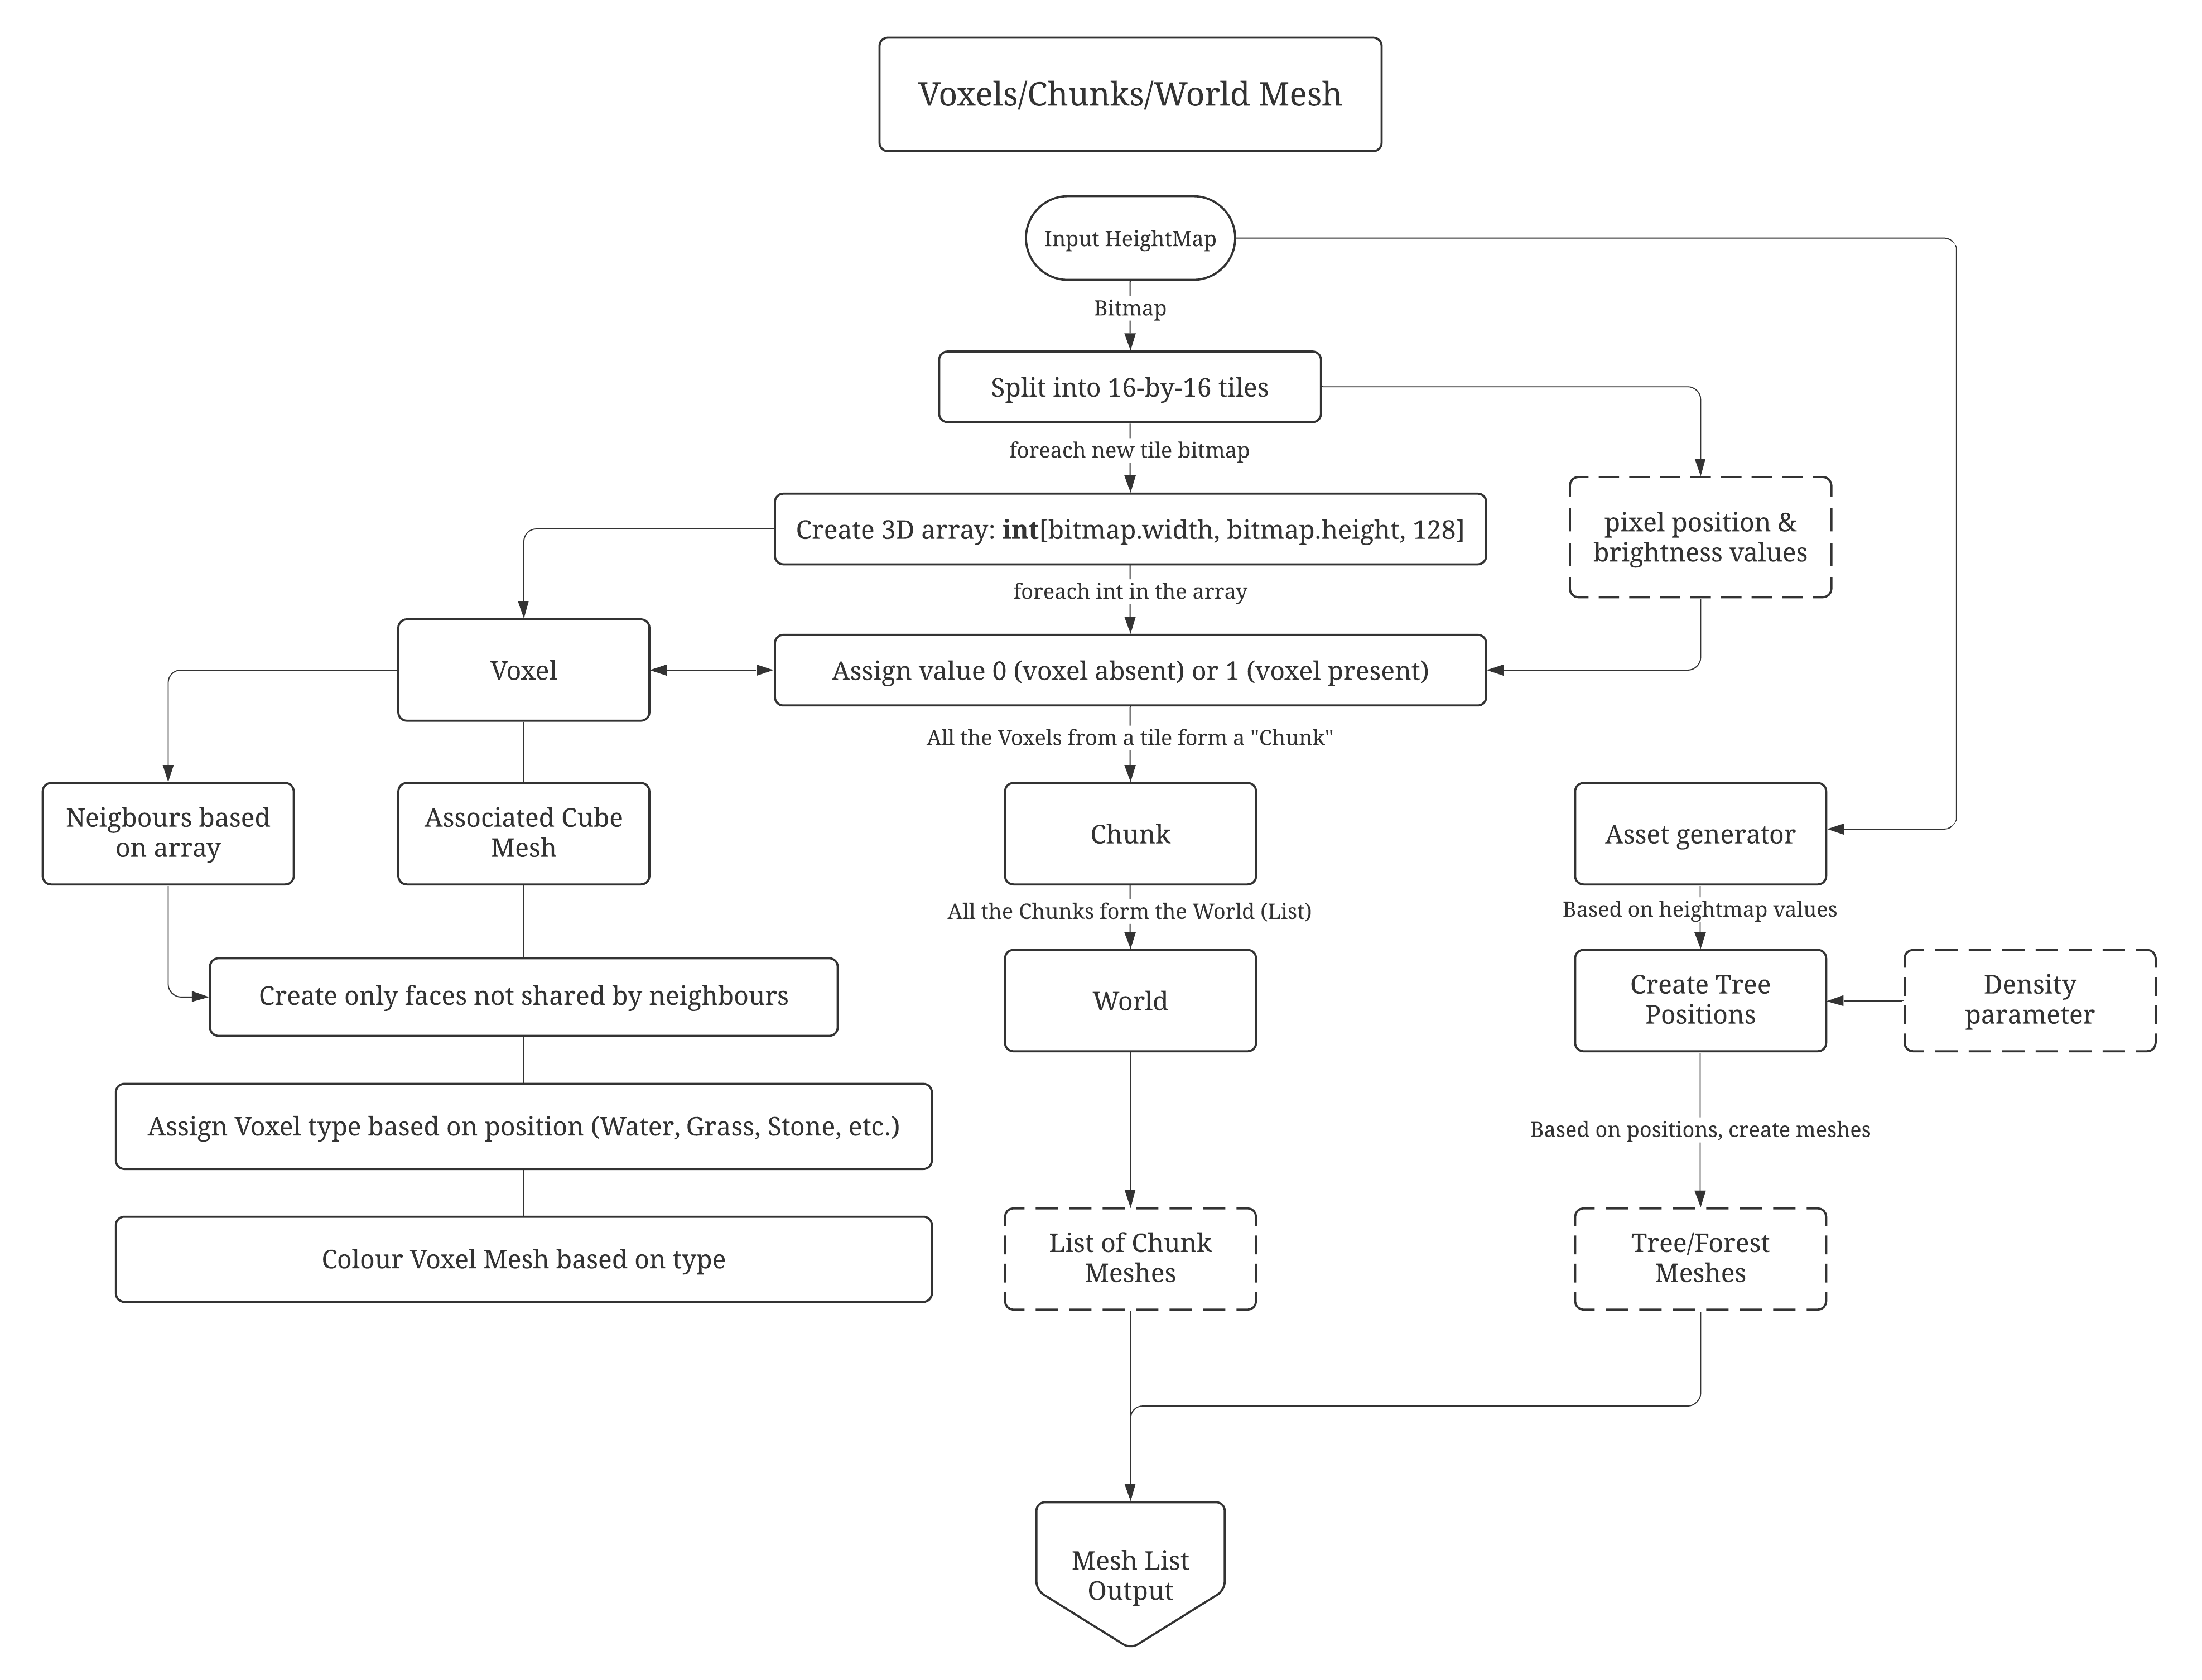 Voxels/Chunks/World Mesh
Input HeightMap
Bitmap
Split into 16-by-16 tiles
foreach new tile bitmap
Create 3D array: int[bitmap.width, bitmap.height, 128]
pixel position &
brightness values
foreach int in the array
Voxel
Assign value 0 (voxel absent) or 1 (voxel present)
All the Voxels from a tile form a "Chunk"
Neigbours based
on array
Associated Cube
Mesh
Chunk
Asset generator
All the Chunks form the World (List)
Based on heightmap values
Create only faces not shared by neighbours
World
Create Tree
Positions
Density
parameter
Assign Voxel type based on position (Water, Grass, Stone, etc.)
Based on positions, create meshes
Colour Voxel Mesh based on type
List of Chunk
Meshes
Tree/Forest
Meshes
Mesh List
Output